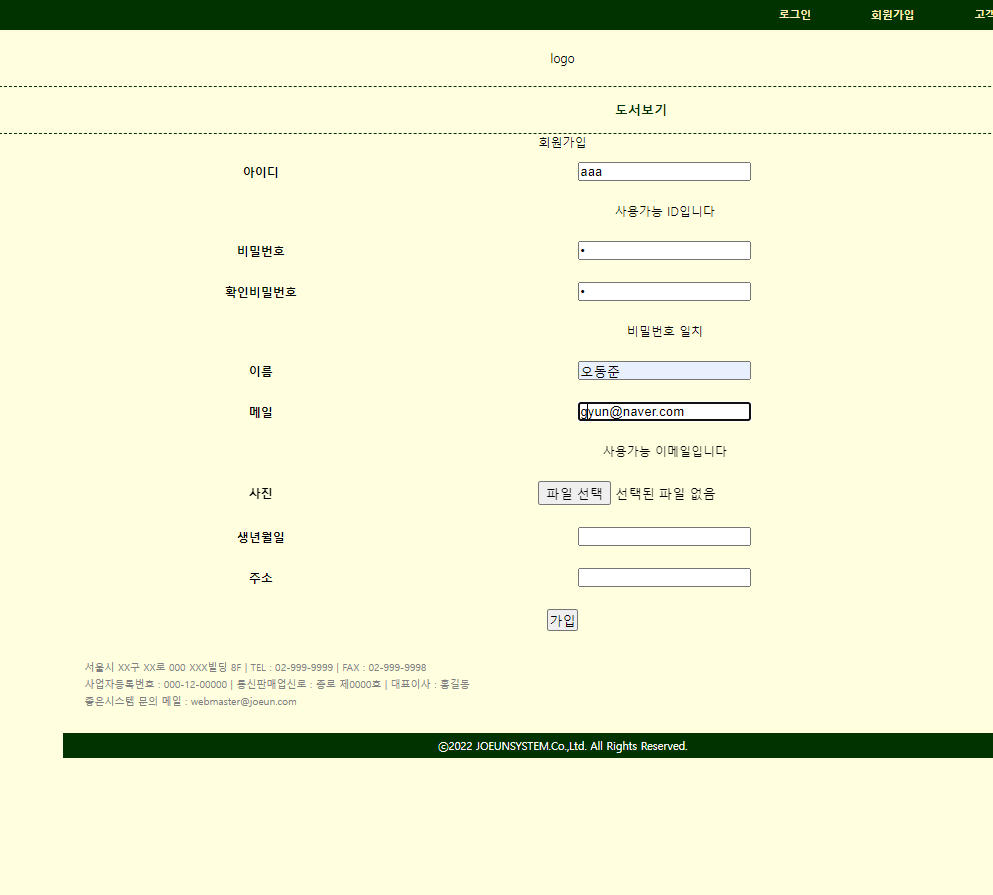 로그인 회원가입 고객
logo
도서보기
회원가입
아이디 aaa
사용가능 ID입니다
비밀번호 •
확인비밀번호 •
비밀번호 일치
이름 오동준
메일 gyun@naver.com
사용가능 이메일입니다
사진 파일 선택 선택된 파일 없음
생년월일
주소
가입
서울시 XX구 XX로 000 XXX빌딩 8F | TEL : 02-999-9999 | FAX : 02-999-9998
사업자등록번호 : 000-12-00000 | 통신판매업신로 : 종로 제0000호 | 대표이사 : 홍길동
좋은시스템 문의 메일 : webmaster@joeun.com
ⓒ2022 JOEUNSYSTEM.Co.,Ltd. All Rights Reserved.